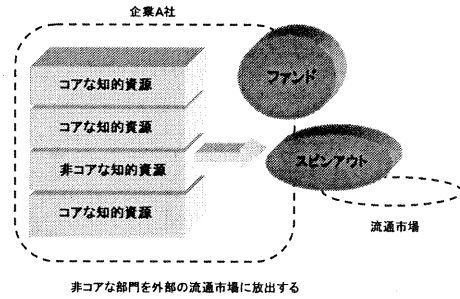 企業A社
コアな知的資源
コアな知的資源
非コアな知的資源
コアな知的資源
ファンド
スピンアウト
流通市場
非コアな部門を外部の流通市場に放出する